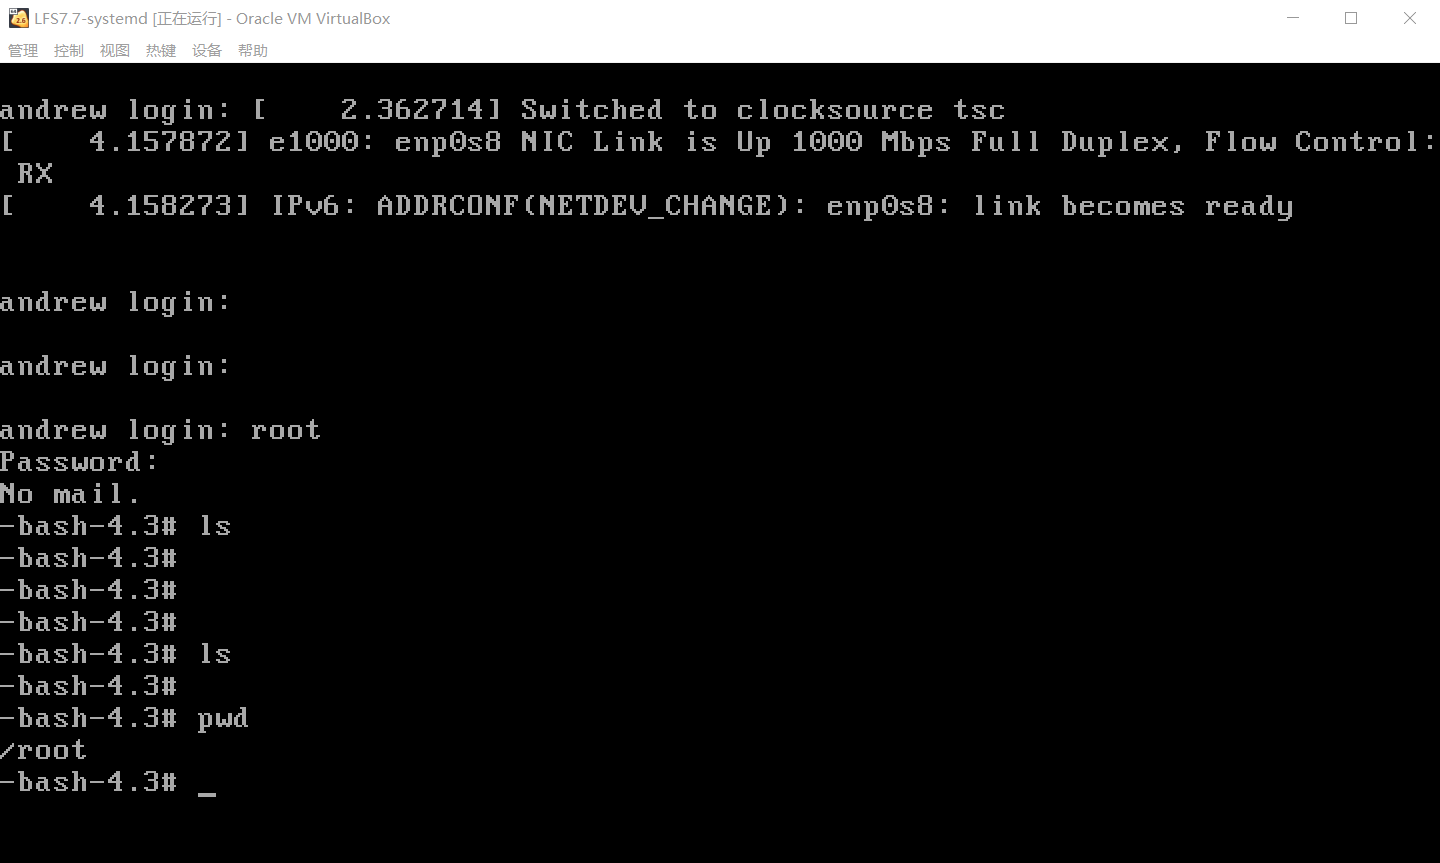 LFS7.7-systemd [正在运行] - Oracle VM VirtualBox
管理 控制 视图 热键 设备 帮助
andrew login: [    2.362714] Switched to clocksource tsc
[    4.157872] e1000: enp0s8 NIC Link is Up 1000 Mbps Full Duplex, Flow Control:
 RX
[    4.158273] IPv6: ADDRCONF(NETDEV_CHANGE): enp0s8: link becomes ready
andrew login:
andrew login:
andrew login: root
Password:
No mail.
-bash-4.3# ls
-bash-4.3#
-bash-4.3#
-bash-4.3#
-bash-4.3# ls
-bash-4.3#
-bash-4.3# pwd
/root
-bash-4.3# _